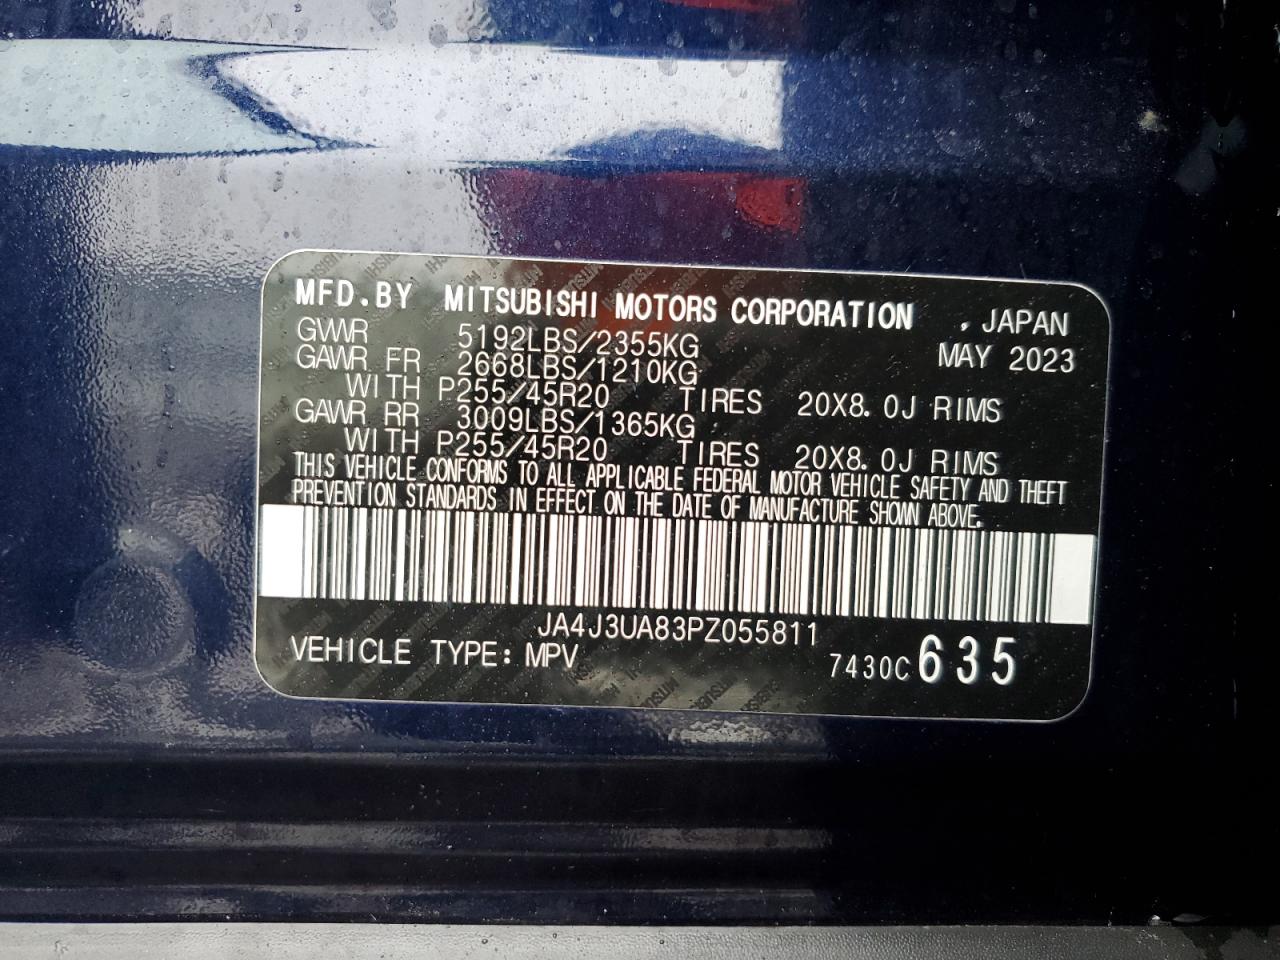 MFD.BY MITSUBISHI MOTORS CORPORATION , JAPAN
GVWR 5192LBS/2355KG MAY 2023
GAWR FR 2668LBS/1210KG
WITH P255/45R20 TIRES 20X8.0J RIMS
GAWR RR 3009LBS/1365KG
WITH P255/45R20 TIRES 20X8.0J RIMS
THIS VEHICLE CONFORMS TO ALL APPLICABLE FEDERAL MOTOR VEHICLE SAFETY AND THEFT
PREVENTION STANDARDS IN EFFECT ON THE DATE OF MANUFACTURE SHOWN ABOVE.
JA4J3UA83PZ055811
VEHICLE TYPE: MPV 7430C 635